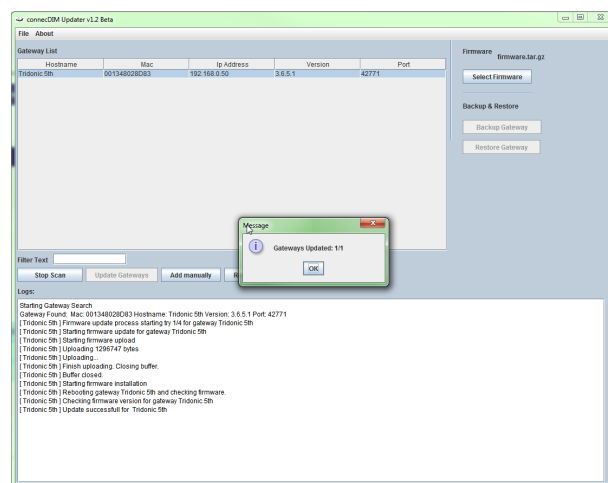 connecDIM Updater v1.2 Beta
File About
Gateway List
Hostname Mac Ip Address Version Port
Tridonic 5th 001348028D83 192.168.0.50 3.6.5.1 42771
Firmware
firmware.tar.gz
Select Firmware
Backup & Restore
Backup Gateway
Restore Gateway
Message
Gateways Updated: 1/1
OK
Filter Text
Stop Scan Update Gateways Add manually
Logs:
Starting Gateway Search
Gateway Found: Mac: 001348028D83 Hostname: Tridonic 5th Version: 3.6.5.1 Port: 42771
[ Tridonic 5th ] Firmware update process starting try 1/4 for gateway Tridonic 5th
[ Tridonic 5th ] Starting firmware update for gateway Tridonic 5th
[ Tridonic 5th ] Starting firmware upload
[ Tridonic 5th ] Uploading 1296747 bytes
[ Tridonic 5th ] Uploading...
[ Tridonic 5th ] Finish uploading. Closing buffer.
[ Tridonic 5th ] Buffer closed.
[ Tridonic 5th ] Starting firmware installation
[ Tridonic 5th ] Rebooting gateway Tridonic 5th and checking firmware.
[ Tridonic 5th ] Checking firmware version for gateway Tridonic 5th
[ Tridonic 5th ] Update successfull for Tridonic 5th